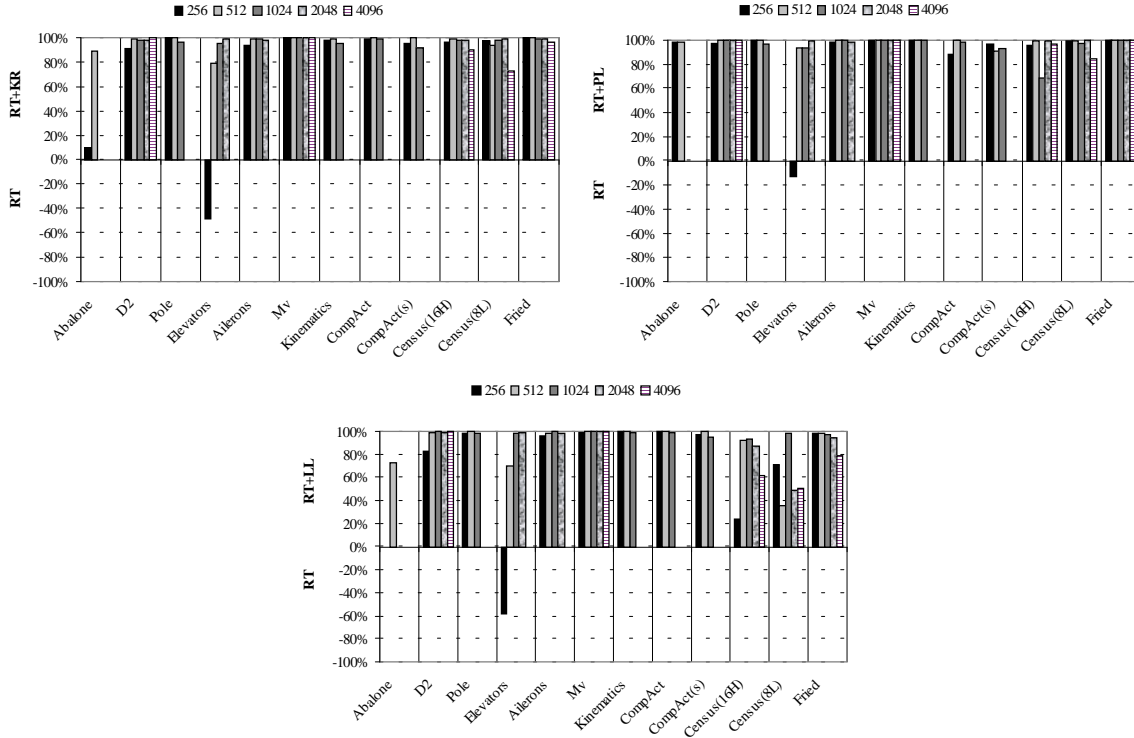 256 512 1024 2048 4096
RT+KR
RT
100%
80%
60%
40%
20%
0%
-20%
-40%
-60%
-80%
-100%
Abalone
D2
Pole
Elevators
Ailerons
Mv
Kinematics
CompAct
CompAct(s)
Census(16H)
Census(8L)
Fried
256 512 1024 2048 4096
RT+PL
RT
100%
80%
60%
40%
20%
0%
-20%
-40%
-60%
-80%
-100%
Abalone
D2
Pole
Elevators
Ailerons
Mv
Kinematics
CompAct
CompAct(s)
Census(16H)
Census(8L)
Fried
256 512 1024 2048 4096
RT+LL
RT
100%
80%
60%
40%
20%
0%
-20%
-40%
-60%
-80%
-100%
Abalone
D2
Pole
Elevators
Ailerons
Mv
Kinematics
CompAct
CompAct(s)
Census(16H)
Census(8L)
Fried